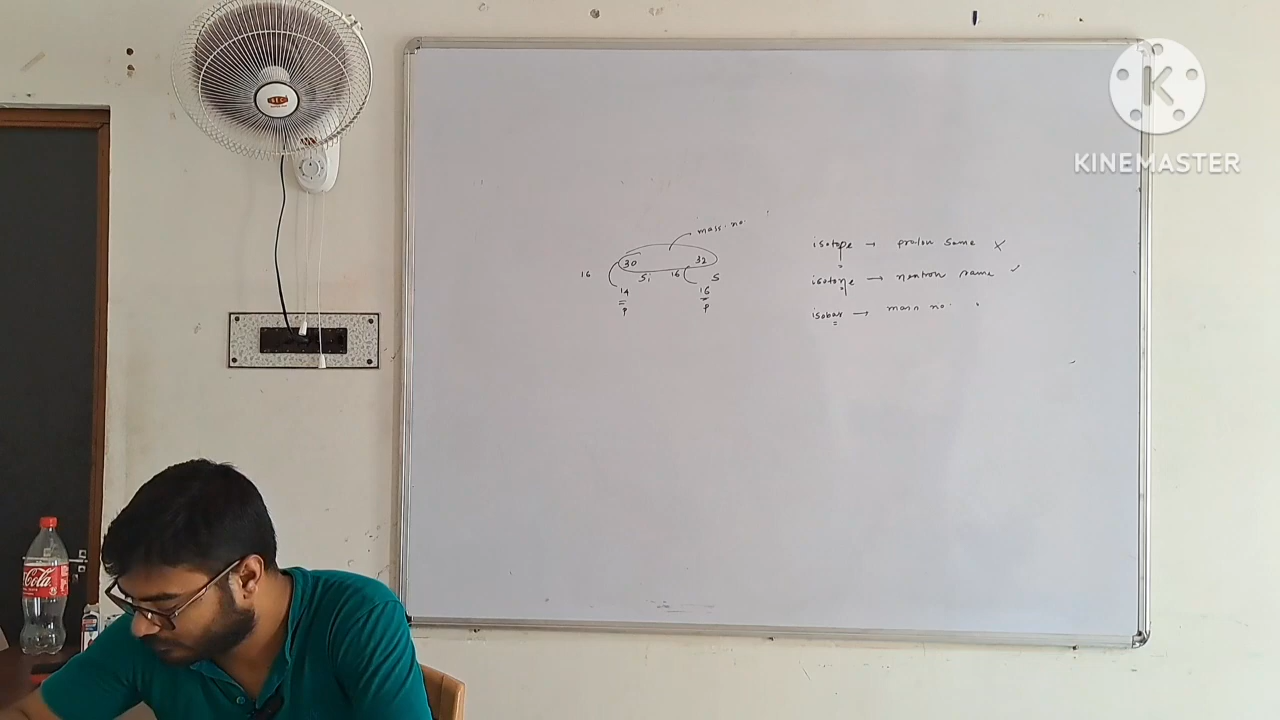 KINEMASTER
mass. no.
30 32
16 Si 16 S
14 16
P P
isotope → proton same ×
isotone → neutron same ✓
isobar → mass no.
Cola